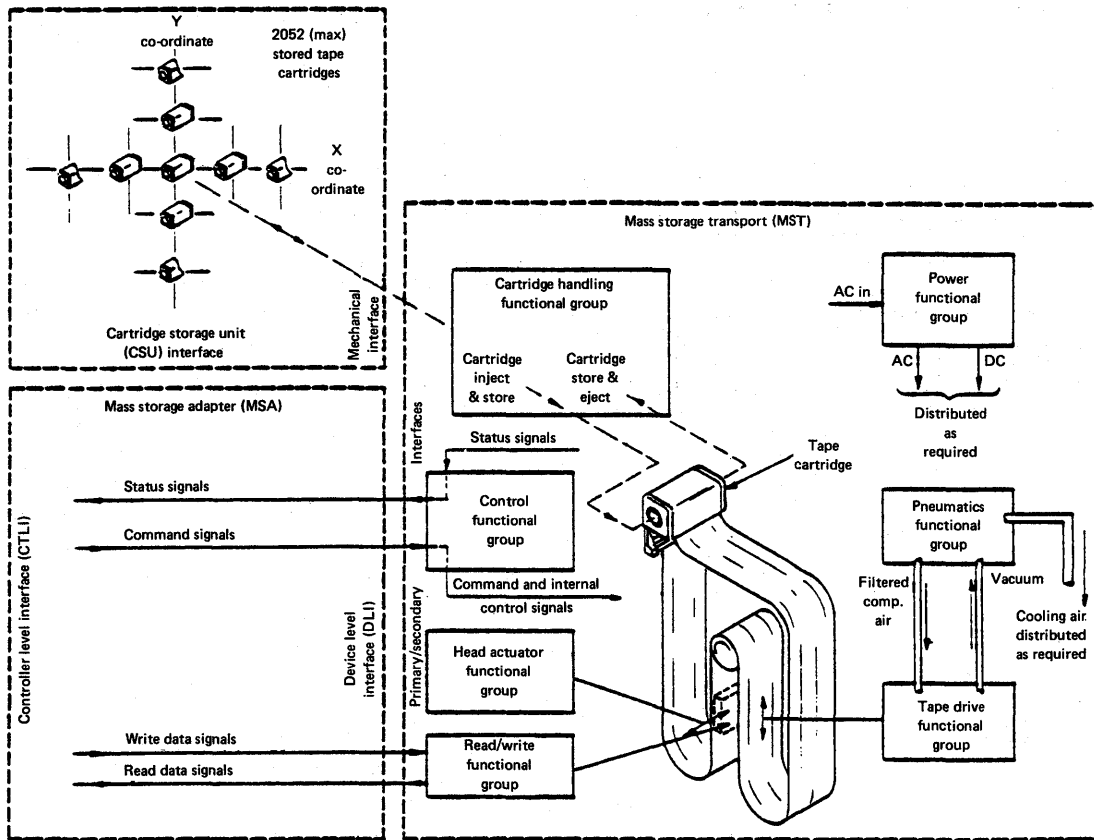 Y
co-ordinate
2052 (max)
stored tape
cartridges
X
co-
ordinate
Cartridge storage unit
(CSU) interface
Mechanical
interface
Mass storage transport (MST)
Cartridge handling
functional group
Cartridge
inject
& store
Cartridge
store &
eject
AC in
Power
functional
group
AC
DC
Distributed
as
required
Mass storage adapter (MSA)
Controller level interface (CTLI)
Device level
interface (DLI)
Primary/secondary
Interfaces
Status signals
Status signals
Command signals
Control
functional
group
Command and internal
control signals
Tape
cartridge
Pneumatics
functional
group
Filtered
comp.
air
Vacuum
Cooling air
distributed
as required
Head actuator
functional
group
Tape drive
functional
group
Write data signals
Read data signals
Read/write
functional
group